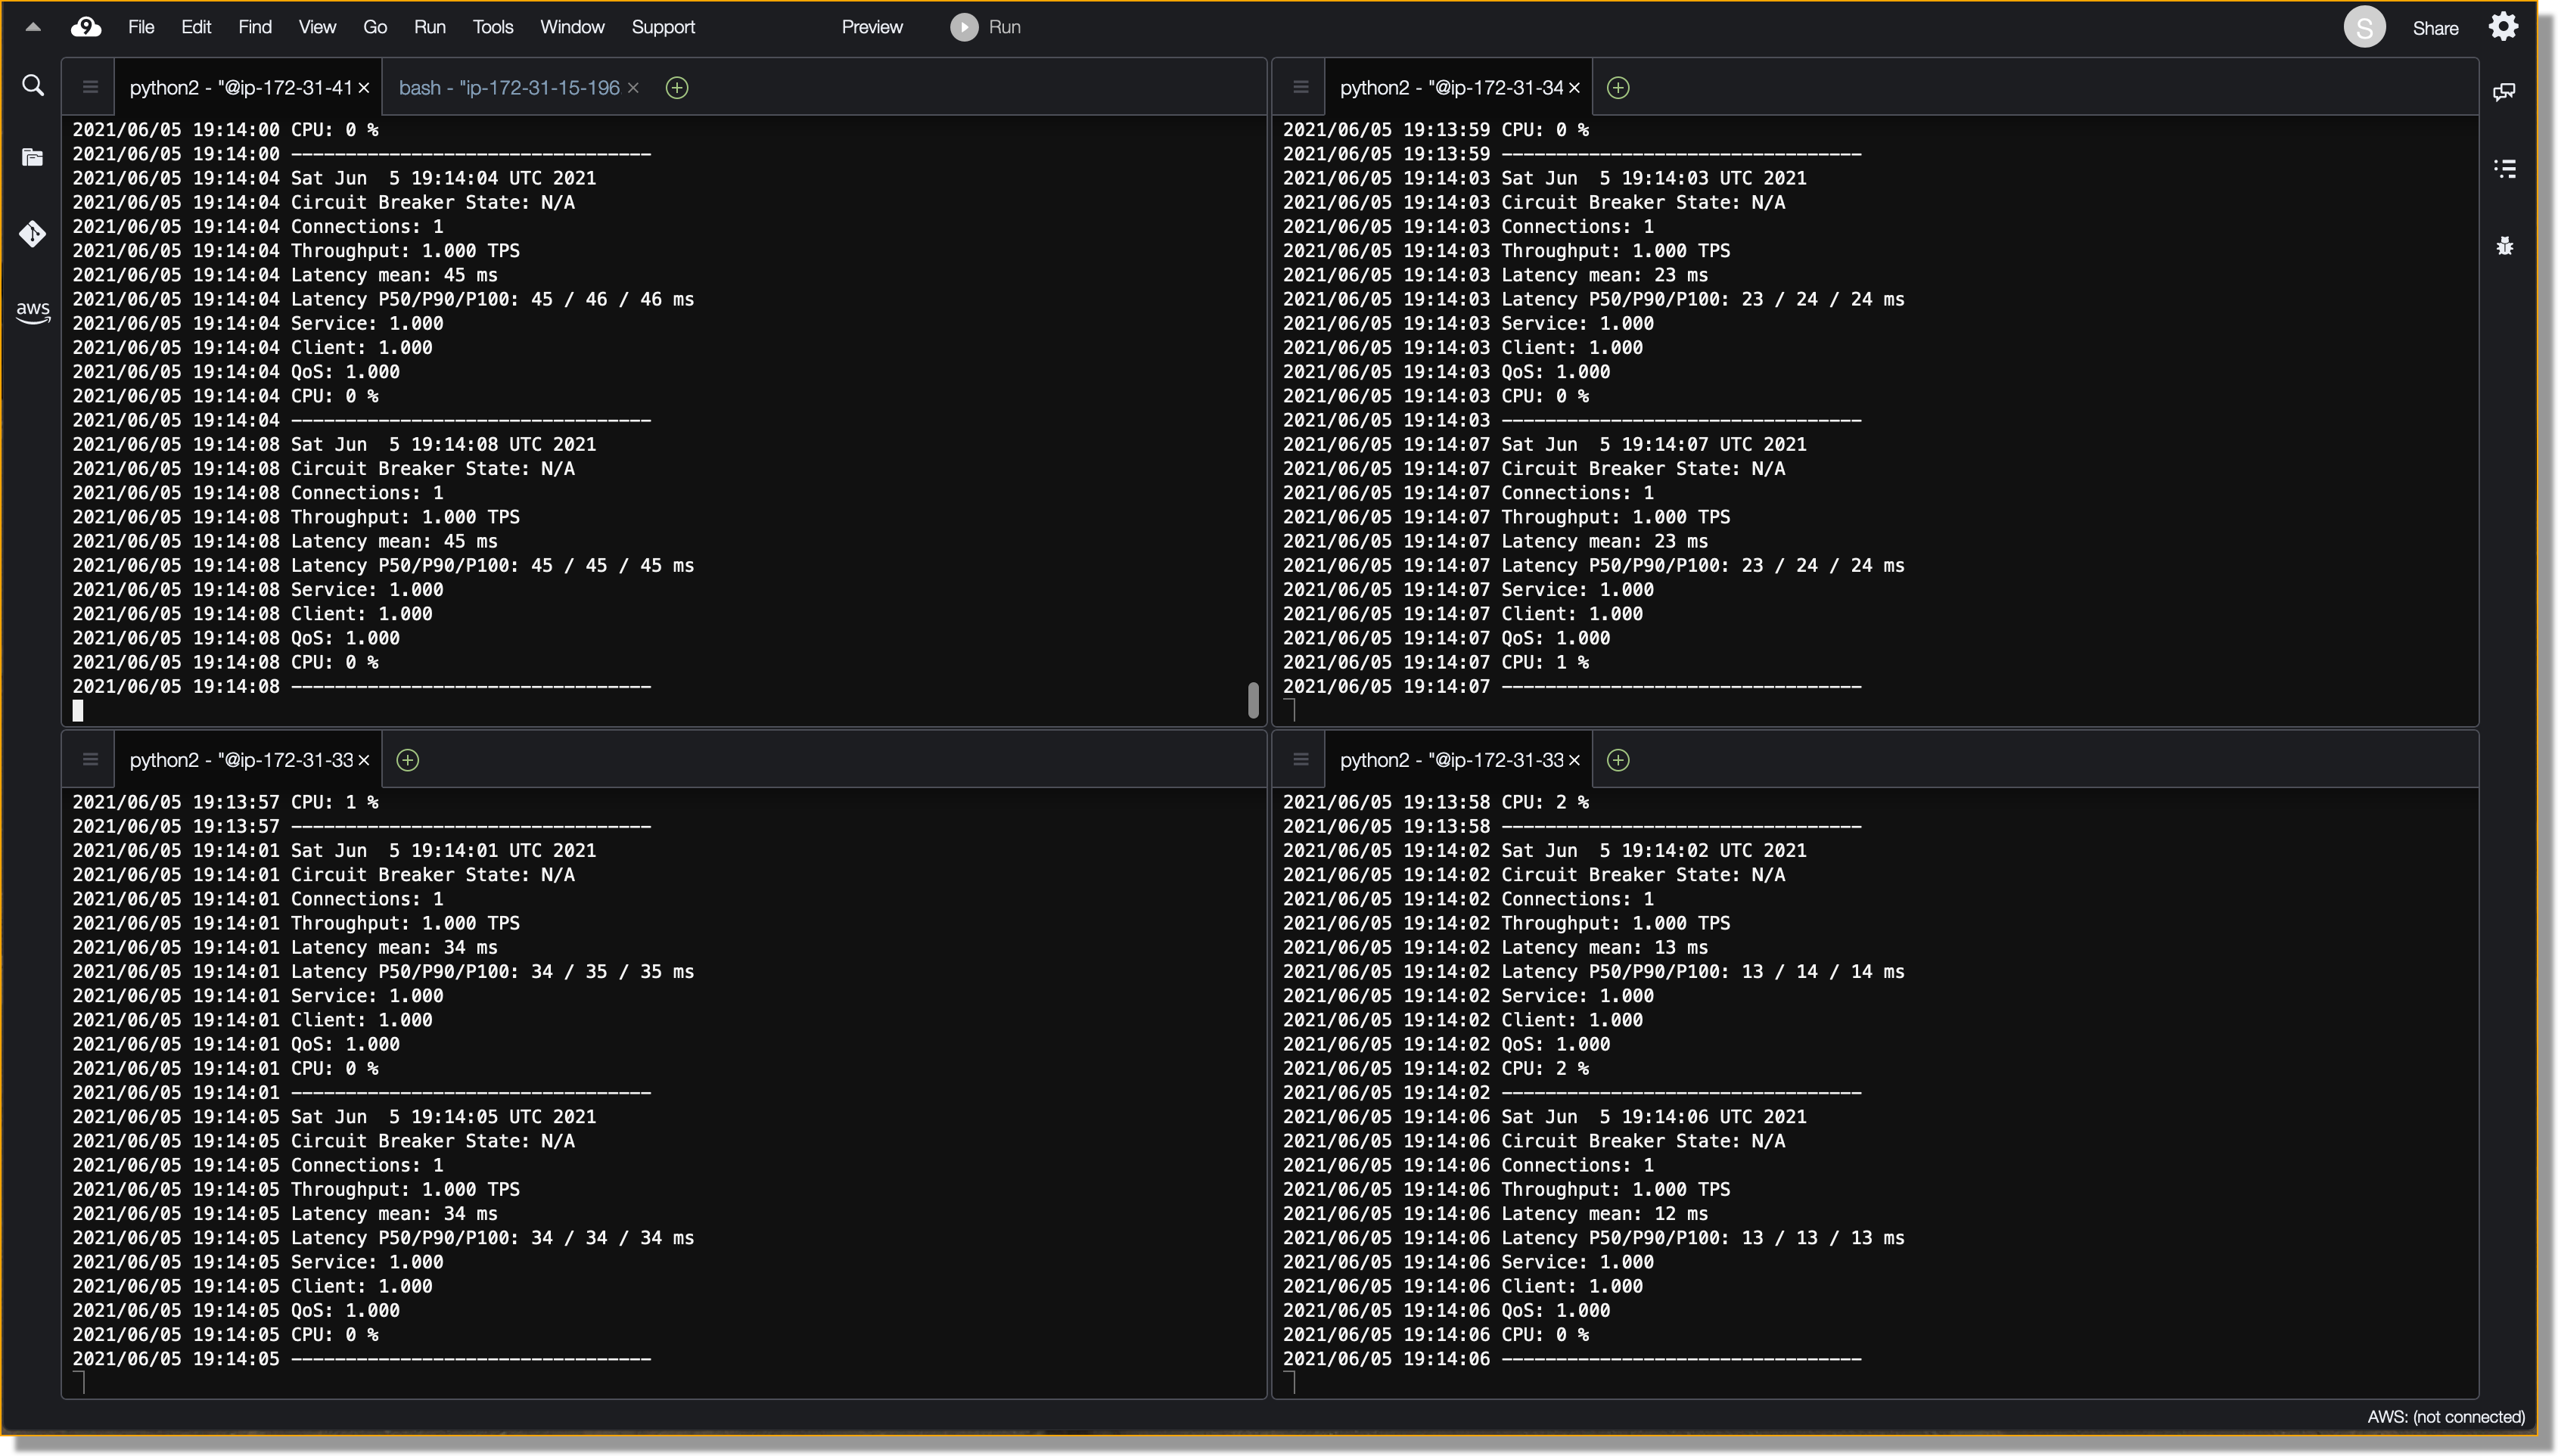 File Edit Find View Go Run Tools Window Support Preview Run S Share
python2 - "@ip-172-31-41 × bash - "ip-172-31-15-196 ×
2021/06/05 19:14:00 CPU: 0 %
2021/06/05 19:14:00 ---------------------------------
2021/06/05 19:14:04 Sat Jun  5 19:14:04 UTC 2021
2021/06/05 19:14:04 Circuit Breaker State: N/A
2021/06/05 19:14:04 Connections: 1
2021/06/05 19:14:04 Throughput: 1.000 TPS
2021/06/05 19:14:04 Latency mean: 45 ms
2021/06/05 19:14:04 Latency P50/P90/P100: 45 / 46 / 46 ms
2021/06/05 19:14:04 Service: 1.000
2021/06/05 19:14:04 Client: 1.000
2021/06/05 19:14:04 QoS: 1.000
2021/06/05 19:14:04 CPU: 0 %
2021/06/05 19:14:04 ---------------------------------
2021/06/05 19:14:08 Sat Jun  5 19:14:08 UTC 2021
2021/06/05 19:14:08 Circuit Breaker State: N/A
2021/06/05 19:14:08 Connections: 1
2021/06/05 19:14:08 Throughput: 1.000 TPS
2021/06/05 19:14:08 Latency mean: 45 ms
2021/06/05 19:14:08 Latency P50/P90/P100: 45 / 45 / 45 ms
2021/06/05 19:14:08 Service: 1.000
2021/06/05 19:14:08 Client: 1.000
2021/06/05 19:14:08 QoS: 1.000
2021/06/05 19:14:08 CPU: 0 %
2021/06/05 19:14:08 ---------------------------------
python2 - "@ip-172-31-34 ×
2021/06/05 19:13:59 CPU: 0 %
2021/06/05 19:13:59 ---------------------------------
2021/06/05 19:14:03 Sat Jun  5 19:14:03 UTC 2021
2021/06/05 19:14:03 Circuit Breaker State: N/A
2021/06/05 19:14:03 Connections: 1
2021/06/05 19:14:03 Throughput: 1.000 TPS
2021/06/05 19:14:03 Latency mean: 23 ms
2021/06/05 19:14:03 Latency P50/P90/P100: 23 / 24 / 24 ms
2021/06/05 19:14:03 Service: 1.000
2021/06/05 19:14:03 Client: 1.000
2021/06/05 19:14:03 QoS: 1.000
2021/06/05 19:14:03 CPU: 0 %
2021/06/05 19:14:03 ---------------------------------
2021/06/05 19:14:07 Sat Jun  5 19:14:07 UTC 2021
2021/06/05 19:14:07 Circuit Breaker State: N/A
2021/06/05 19:14:07 Connections: 1
2021/06/05 19:14:07 Throughput: 1.000 TPS
2021/06/05 19:14:07 Latency mean: 23 ms
2021/06/05 19:14:07 Latency P50/P90/P100: 23 / 24 / 24 ms
2021/06/05 19:14:07 Service: 1.000
2021/06/05 19:14:07 Client: 1.000
2021/06/05 19:14:07 QoS: 1.000
2021/06/05 19:14:07 CPU: 1 %
2021/06/05 19:14:07 ---------------------------------
aws
python2 - "@ip-172-31-33 ×
2021/06/05 19:13:57 CPU: 1 %
2021/06/05 19:13:57 ---------------------------------
2021/06/05 19:14:01 Sat Jun  5 19:14:01 UTC 2021
2021/06/05 19:14:01 Circuit Breaker State: N/A
2021/06/05 19:14:01 Connections: 1
2021/06/05 19:14:01 Throughput: 1.000 TPS
2021/06/05 19:14:01 Latency mean: 34 ms
2021/06/05 19:14:01 Latency P50/P90/P100: 34 / 35 / 35 ms
2021/06/05 19:14:01 Service: 1.000
2021/06/05 19:14:01 Client: 1.000
2021/06/05 19:14:01 QoS: 1.000
2021/06/05 19:14:01 CPU: 0 %
2021/06/05 19:14:01 ---------------------------------
2021/06/05 19:14:05 Sat Jun  5 19:14:05 UTC 2021
2021/06/05 19:14:05 Circuit Breaker State: N/A
2021/06/05 19:14:05 Connections: 1
2021/06/05 19:14:05 Throughput: 1.000 TPS
2021/06/05 19:14:05 Latency mean: 34 ms
2021/06/05 19:14:05 Latency P50/P90/P100: 34 / 34 / 34 ms
2021/06/05 19:14:05 Service: 1.000
2021/06/05 19:14:05 Client: 1.000
2021/06/05 19:14:05 QoS: 1.000
2021/06/05 19:14:05 CPU: 0 %
2021/06/05 19:14:05 ---------------------------------
python2 - "@ip-172-31-33 ×
2021/06/05 19:13:58 CPU: 2 %
2021/06/05 19:13:58 ---------------------------------
2021/06/05 19:14:02 Sat Jun  5 19:14:02 UTC 2021
2021/06/05 19:14:02 Circuit Breaker State: N/A
2021/06/05 19:14:02 Connections: 1
2021/06/05 19:14:02 Throughput: 1.000 TPS
2021/06/05 19:14:02 Latency mean: 13 ms
2021/06/05 19:14:02 Latency P50/P90/P100: 13 / 14 / 14 ms
2021/06/05 19:14:02 Service: 1.000
2021/06/05 19:14:02 Client: 1.000
2021/06/05 19:14:02 QoS: 1.000
2021/06/05 19:14:02 CPU: 2 %
2021/06/05 19:14:02 ---------------------------------
2021/06/05 19:14:06 Sat Jun  5 19:14:06 UTC 2021
2021/06/05 19:14:06 Circuit Breaker State: N/A
2021/06/05 19:14:06 Connections: 1
2021/06/05 19:14:06 Throughput: 1.000 TPS
2021/06/05 19:14:06 Latency mean: 12 ms
2021/06/05 19:14:06 Latency P50/P90/P100: 13 / 13 / 13 ms
2021/06/05 19:14:06 Service: 1.000
2021/06/05 19:14:06 Client: 1.000
2021/06/05 19:14:06 QoS: 1.000
2021/06/05 19:14:06 CPU: 0 %
2021/06/05 19:14:06 ---------------------------------
AWS: (not connected)